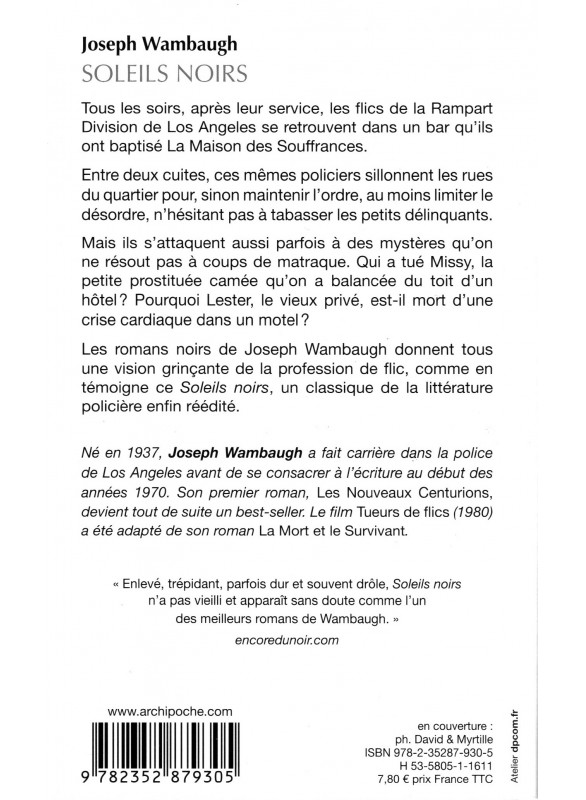 Joseph Wambaugh
SOLEILS NOIRS
Tous les soirs, après leur service, les flics de la Rampart
Division de Los Angeles se retrouvent dans un bar qu'ils
ont baptisé La Maison des Souffrances.
Entre deux cuites, ces mêmes policiers sillonnent les rues
du quartier pour, sinon maintenir l'ordre, au moins limiter le
désordre, n'hésitant pas à tabasser les petits délinquants.
Mais ils s'attaquent aussi parfois à des mystères qu'on
ne résout pas à coups de matraque. Qui a tué Missy, la
petite prostituée camée qu'on a balancée du toit d'un
hôtel ? Pourquoi Lester, le vieux privé, est-il mort d'une
crise cardiaque dans un motel ?
Les romans noirs de Joseph Wambaugh donnent tous
une vision grinçante de la profession de flic, comme en
témoigne ce Soleils noirs, un classique de la littérature
policière enfin réédité.
Né en 1937, Joseph Wambaugh a fait carrière dans la police
de Los Angeles avant de se consacrer à l'écriture au début des
années 1970. Son premier roman, Les Nouveaux Centurions,
devient tout de suite un best-seller. Le film Tueurs de flics (1980)
a été adapté de son roman La Mort et le Survivant.
« Enlevé, trépidant, parfois dur et souvent drôle, Soleils noirs
n'a pas vieilli et apparaît sans doute comme l'un
des meilleurs romans de Wambaugh. »
encoredunoir.com
www.archipoche.com
9 782352 879305
en couverture :
ph. David & Myrtille
ISBN 978-2-35287-930-5
H 53-5805-1-1611
7,80 € prix France TTC
Atelier dpcom.fr